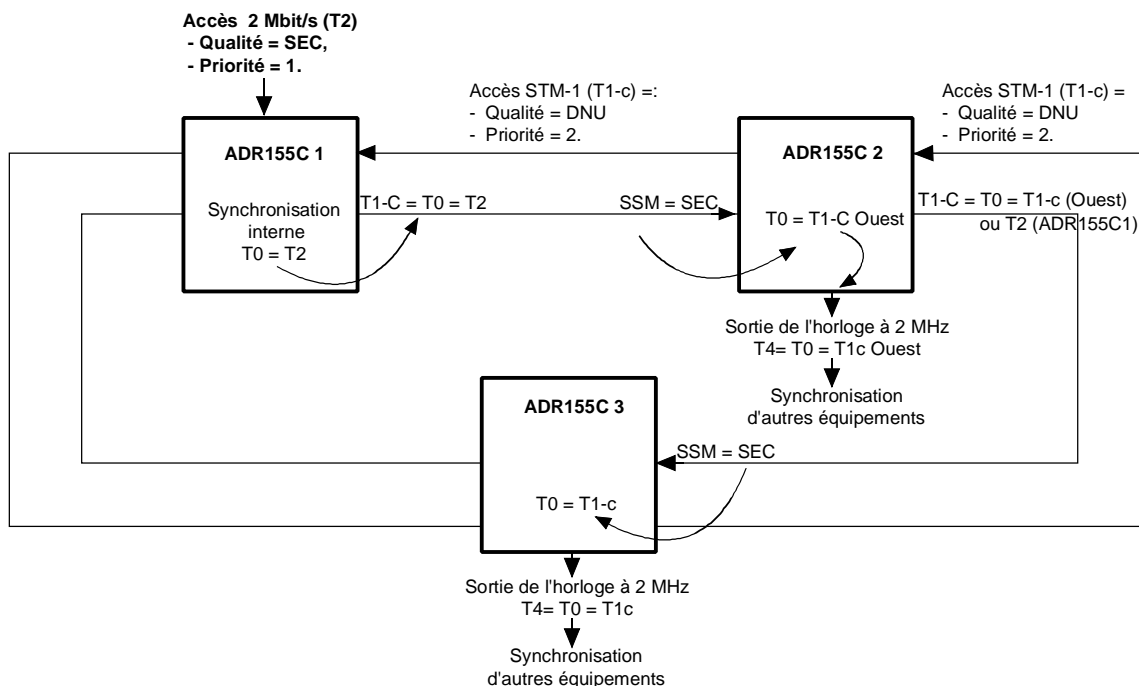 Accès 2 Mbit/s (T2)
- Qualité = SEC,
- Priorité = 1.
Accès STM-1 (T1-c) =:
- Qualité = DNU
- Priorité = 2.
Accès STM-1 (T1-c) =
- Qualité = DNU
- Priorité = 2.
ADR155C 1
Synchronisation
interne
T0 = T2
T1-C = T0 = T2
SSM = SEC
ADR155C 2
T0 = T1-C Ouest
T1-C = T0 = T1-c (Ouest)
ou T2 (ADR155C1)
Sortie de l'horloge à 2 MHz
T4= T0 = T1c Ouest
Synchronisation
d'autres équipements
ADR155C 3
SSM = SEC
T0 = T1-c
Sortie de l'horloge à 2 MHz
T4= T0 = T1c
Synchronisation
d'autres équipements